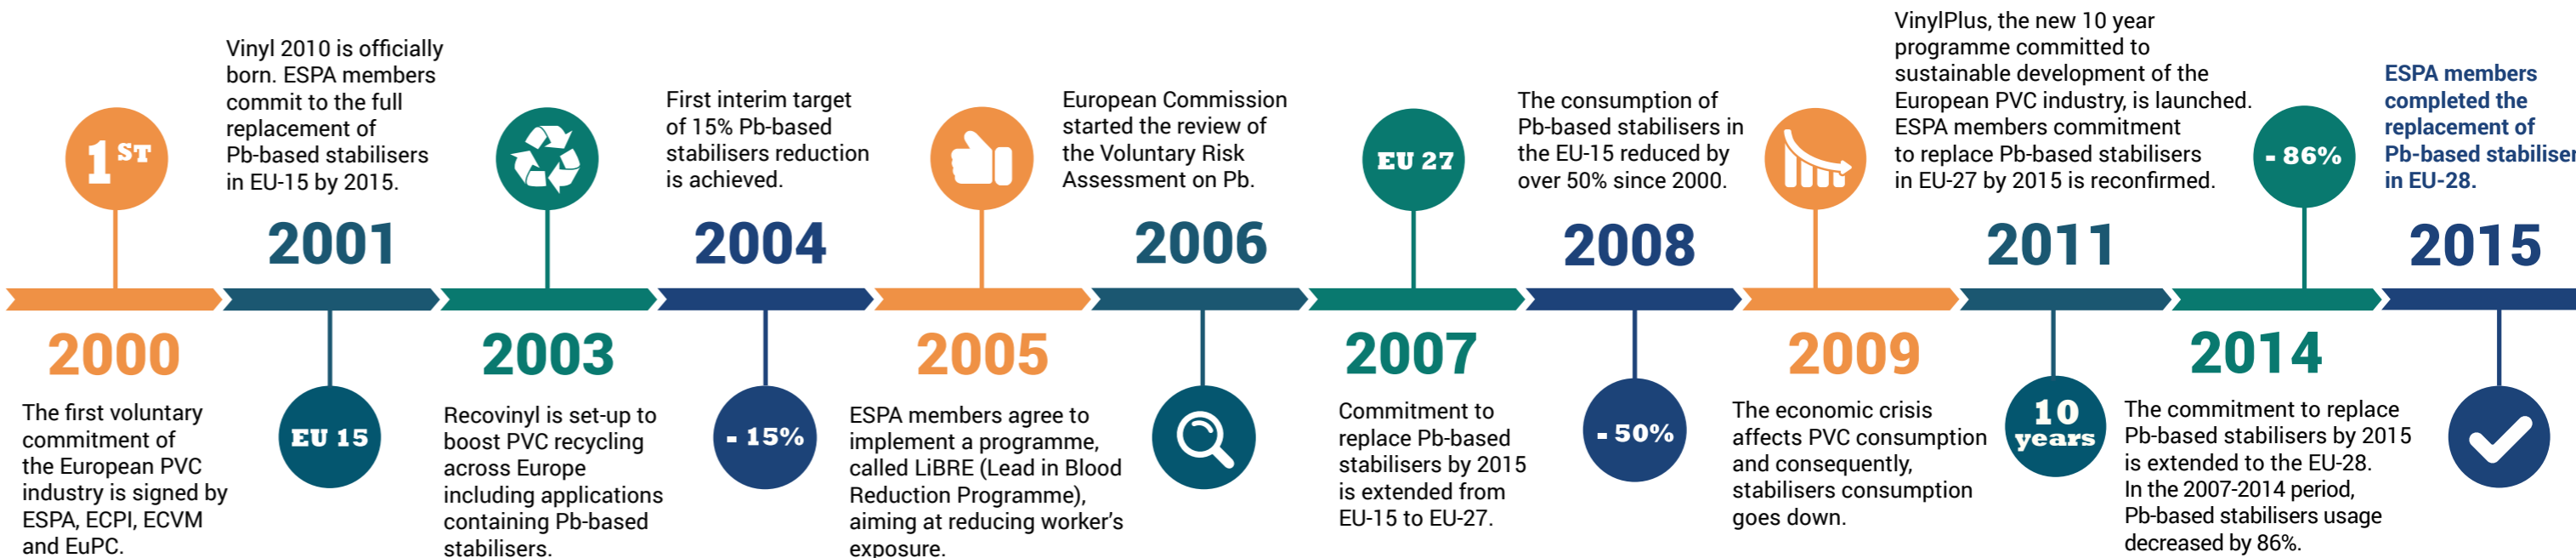 1ST
2000
The first voluntary
commitment of
the European PVC
industry is signed by
ESPA, ECPI, ECVM
and EuPC.
Vinyl 2010 is officially
born. ESPA members
commit to the full
replacement of
Pb-based stabilisers
in EU-15 by 2015.
2001
EU 15
2003
Recovinyl is set-up to
boost PVC recycling
across Europe
including applications
containing Pb-based
stabilisers.
First interim target
of 15% Pb-based
stabilisers reduction
is achieved.
2004
- 15%
2005
ESPA members agree to
implement a programme,
called LiBRE (Lead in Blood
Reduction Programme),
aiming at reducing worker's
exposure.
European Commission
started the review of
the Voluntary Risk
Assessment on Pb.
2006
EU 27
2007
Commitment to
replace Pb-based
stabilisers by 2015
is extended from
EU-15 to EU-27.
The consumption of
Pb-based stabilisers in
the EU-15 reduced by
over 50% since 2000.
2008
- 50%
2009
The economic crisis
affects PVC consumption
and consequently,
stabilisers consumption
goes down.
VinylPlus, the new 10 year
programme committed to
sustainable development of the
European PVC industry, is launched.
ESPA members commitment
to replace Pb-based stabilisers
in EU-27 by 2015 is reconfirmed.
2011
10
years
- 86%
2014
The commitment to replace
Pb-based stabilisers by 2015
is extended to the EU-28.
In the 2007-2014 period,
Pb-based stabilisers usage
decreased by 86%.
ESPA members
completed the
replacement of
Pb-based stabiliser
in EU-28.
2015